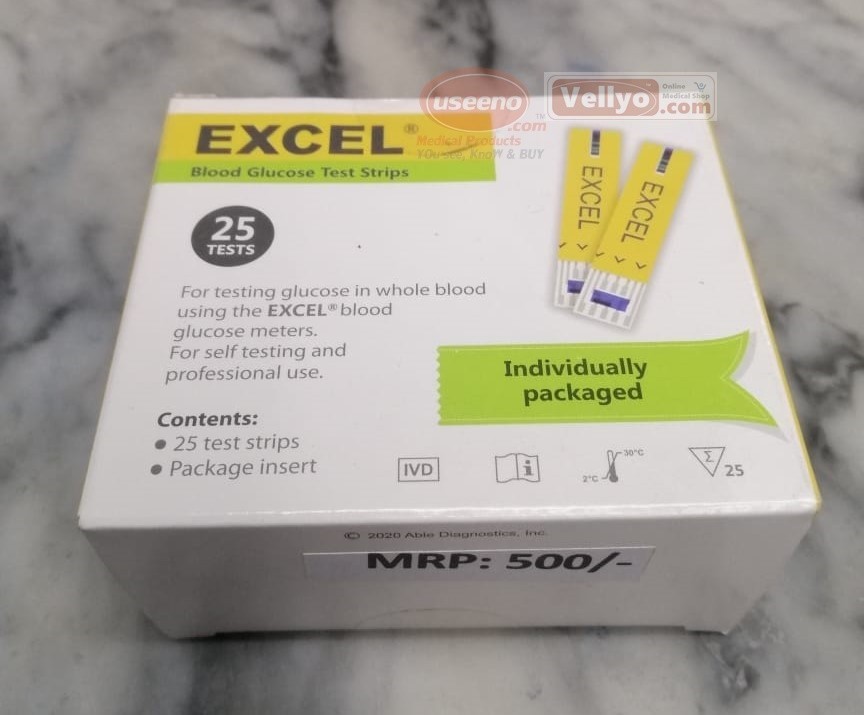 useeno
.com
TM
Medical Products
You see, Know & BUY
Vellyo
.com
Online
Medical Shop
EXCEL®
Blood Glucose Test Strips
25
TESTS
EXCEL
EXCEL
For testing glucose in whole blood
using the EXCEL® blood
glucose meters.
For self testing and
professional use.
Individually
packaged
Contents:
• 25 test strips
• Package insert
IVD
i
2°C
30°C
Σ
25
© 2020 Able Diagnostics, Inc.
MRP: 500/-